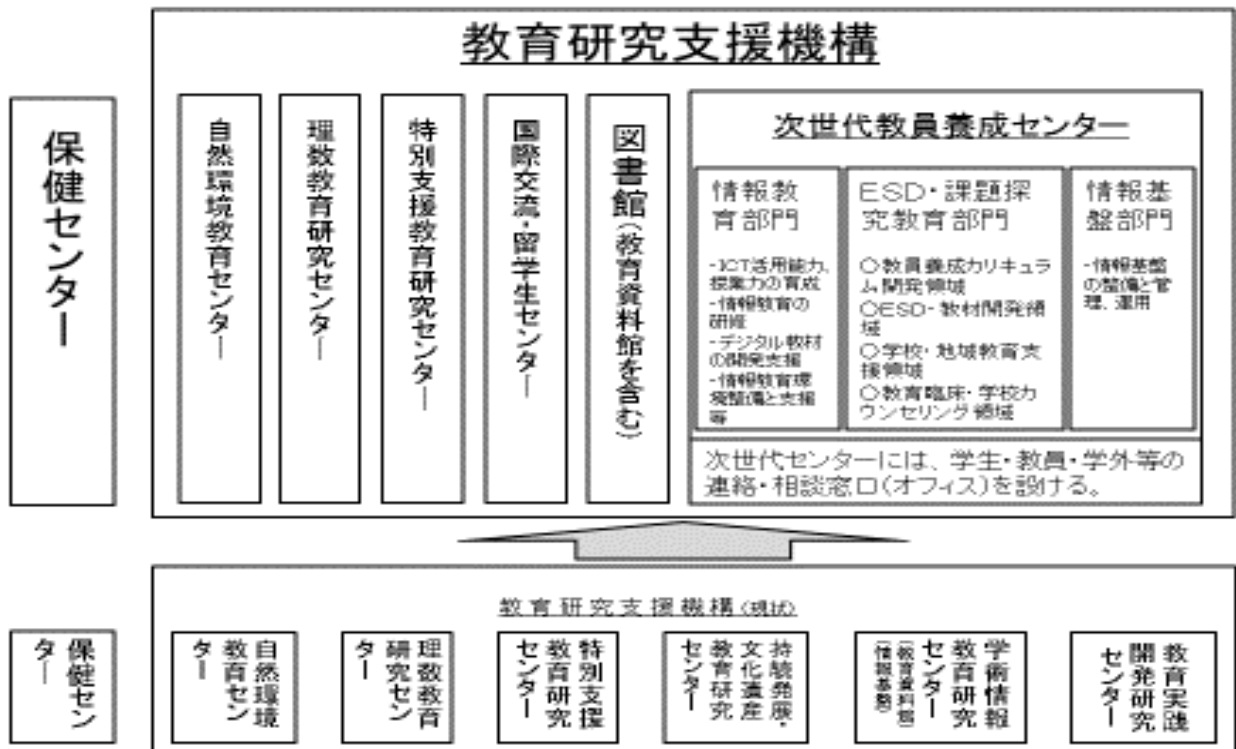 教育研究支援機構
保健センター
自然環境教育センター
理数教育研究センター
特別支援教育研究センター
国際交流・留学生センター
図書館(教育資料館を含む)
次世代教員養成センター
情報教
育部門
-ICT活用能力、
授業力の育成
-情報教育の
研修
-デジタル教材
の開発支援
-情報教育環
境整備と支援
等
ESD・課題探
究教育部門
○教員養成カリキュラ
ム開発領域
○ESD-教材開発領
域
○学校・地域教育支
援領域
○教育臨床・学校カ
ウンセリング領域
情報基
盤部門
-情報基盤
の整備と管
理、運用
次世代センターには、学生・教員・学外等の
連絡・相談窓口(オフィス)を設ける。
教育研究支援機構(現状)
保健セン
ター
自然環境
教育セン
ター
理数教育
研究セン
ター
特別支援
教育研究
センター
持続発展・
文化遺産
教育研究
センター
学術情報
教育研究
センター
(教育資料館)
(情報基盤)
教育実践
開発研究
センター